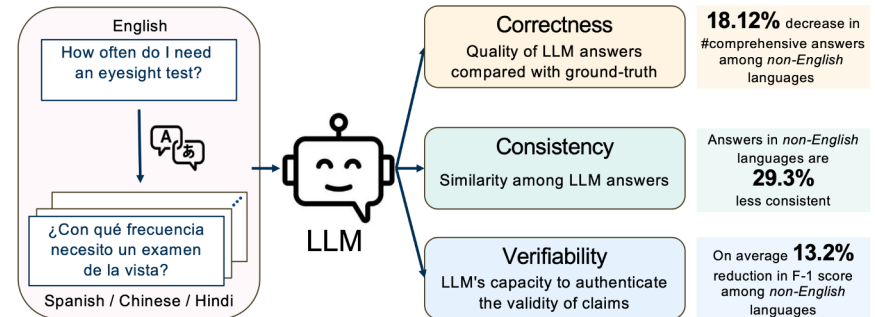 English
How often do I need
an eyesight test?
A
あ
¿Con qué frecuencia
necesito un examen
de la vista?
Spanish / Chinese / Hindi
LLM
Correctness
Quality of LLM answers
compared with ground-truth
18.12% decrease in
#comprehensive answers
among non-English
languages
Consistency
Similarity among LLM answers
Answers in non-English
languages are
29.3%
less consistent
Verifiability
LLM's capacity to authenticate
the validity of claims
On average 13.2%
reduction in F-1 score
among non-English
languages